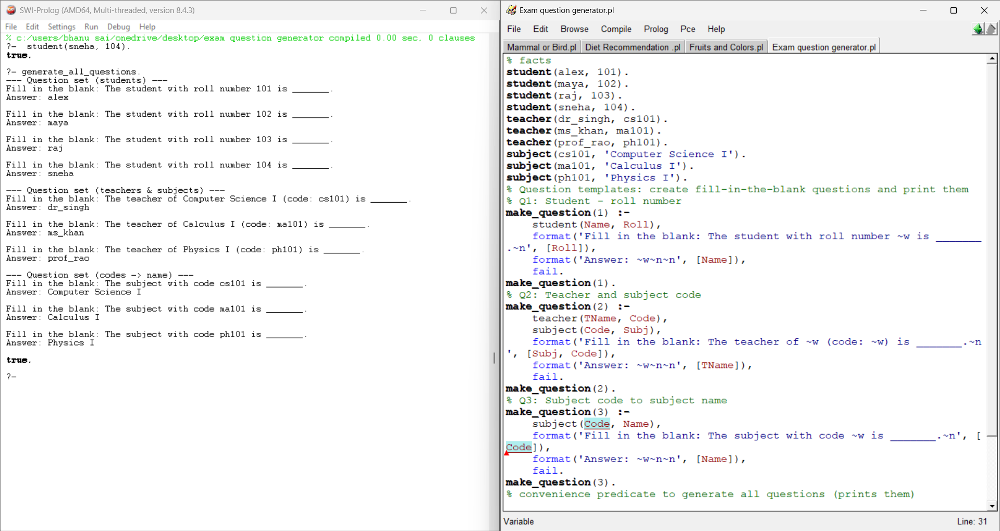 SWI-Prolog (AMD64, Multi-threaded, version 8.4.3)
File Edit Settings Run Debug Help
% c:/users/bhanu sai/onedrive/desktop/exam question generator compiled 0.00 sec, 0 clauses
?-  student(sneha, 104).
true.

?- generate_all_questions.
--- Question set (students) ---
Fill in the blank: The student with roll number 101 is _______.
Answer: alex

Fill in the blank: The student with roll number 102 is _______.
Answer: maya

Fill in the blank: The student with roll number 103 is _______.
Answer: raj

Fill in the blank: The student with roll number 104 is _______.
Answer: sneha

--- Question set (teachers & subjects) ---
Fill in the blank: The teacher of Computer Science I (code: cs101) is _______.
Answer: dr_singh

Fill in the blank: The teacher of Calculus I (code: ma101) is _______.
Answer: ms_khan

Fill in the blank: The teacher of Physics I (code: ph101) is _______.
Answer: prof_rao

--- Question set (codes -> name) ---
Fill in the blank: The subject with code cs101 is _______.
Answer: Computer Science I

Fill in the blank: The subject with code ma101 is _______.
Answer: Calculus I

Fill in the blank: The subject with code ph101 is _______.
Answer: Physics I

true.

?-
Exam question generator.pl
File Edit Browse Compile Prolog Pce Help
Mammal or Bird.pl Diet Recommendation .pl Fruits and Colors.pl Exam question generator.pl
% facts
student(alex, 101).
student(maya, 102).
student(raj, 103).
student(sneha, 104).
teacher(dr_singh, cs101).
teacher(ms_khan, ma101).
teacher(prof_rao, ph101).
subject(cs101, 'Computer Science I').
subject(ma101, 'Calculus I').
subject(ph101, 'Physics I').
% Question templates: create fill-in-the-blank questions and print them
% Q1: Student - roll number
make_question(1) :-
    student(Name, Roll),
    format('Fill in the blank: The student with roll number ~w is _______
.~n', [Roll]),
    format('Answer: ~w~n~n', [Name]),
    fail.
make_question(1).
% Q2: Teacher and subject code
make_question(2) :-
    teacher(TName, Code),
    subject(Code, Subj),
    format('Fill in the blank: The teacher of ~w (code: ~w) is _______.~n
', [Subj, Code]),
    format('Answer: ~w~n~n', [TName]),
    fail.
make_question(2).
% Q3: Subject code to subject name
make_question(3) :-
    subject(Code, Name),
    format('Fill in the blank: The subject with code ~w is _______.~n', [
Code]),
    format('Answer: ~w~n~n', [Name]),
    fail.
make_question(3).
% convenience predicate to generate all questions (prints them)
Variable Line: 31